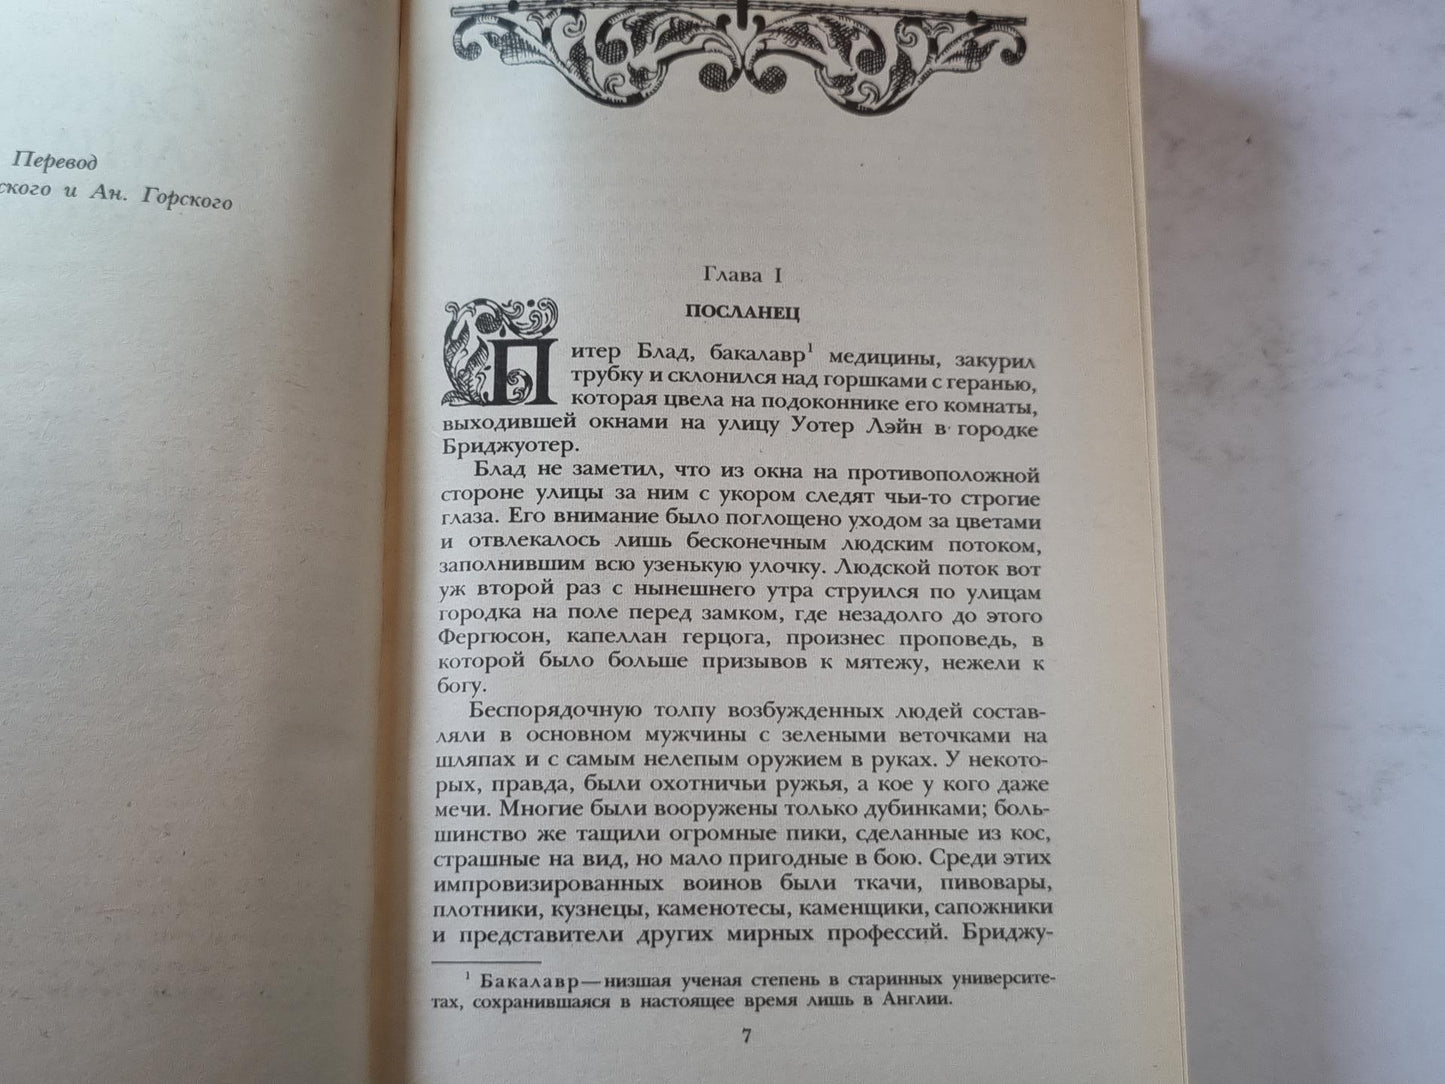 Перевод
ского и Ан. Горского
Глава I
ПОСЛАНЕЦ
Питер Блад, бакалавр¹ медицины, закурил
трубку и склонился над горшками с геранью,
которая цвела на подоконнике его комнаты,
выходившей окнами на улицу Уотер Лэйн в городке
Бриджуотер.
Блад не заметил, что из окна на противоположной
стороне улицы за ним с укором следят чьи-то строгие
глаза. Его внимание было поглощено уходом за цветами
и отвлекалось лишь бесконечным людским потоком,
заполнившим всю узенькую улочку. Людской поток вот
уж второй раз с нынешнего утра струился по улицам
городка на поле перед замком, где незадолго до этого
Фергюсон, капеллан герцога, произнес проповедь, в
которой было больше призывов к мятежу, нежели к
богу.
Беспорядочную толпу возбужденных людей состав-
ляли в основном мужчины с зелеными веточками на
шляпах и с самым нелепым оружием в руках. У некото-
рых, правда, были охотничьи ружья, а кое у кого даже
мечи. Многие были вооружены только дубинками; боль-
шинство же тащили огромные пики, сделанные из кос,
страшные на вид, но мало пригодные в бою. Среди этих
импровизированных воинов были ткачи, пивовары,
плотники, кузнецы, каменотесы, каменщики, сапожники
и представители других мирных профессий. Бриджу-
¹ Бакалавр—низшая ученая степень в старинных университе-
тах, сохранившаяся в настоящее время лишь в Англии.
7